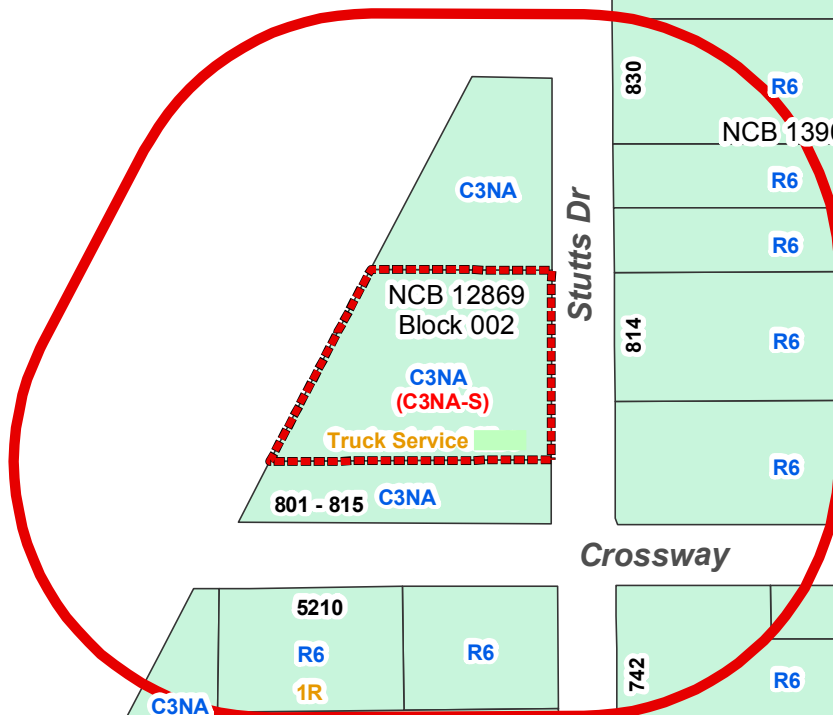 830
R6
NCB 1390
R6
C3NA
Stutts Dr
R6
NCB 12869
Block 002
814
R6
C3NA
(C3NA-S)
Truck Service
R6
801 - 815
C3NA
Crossway
5210
R6
R6
742
R6
1R
C3NA